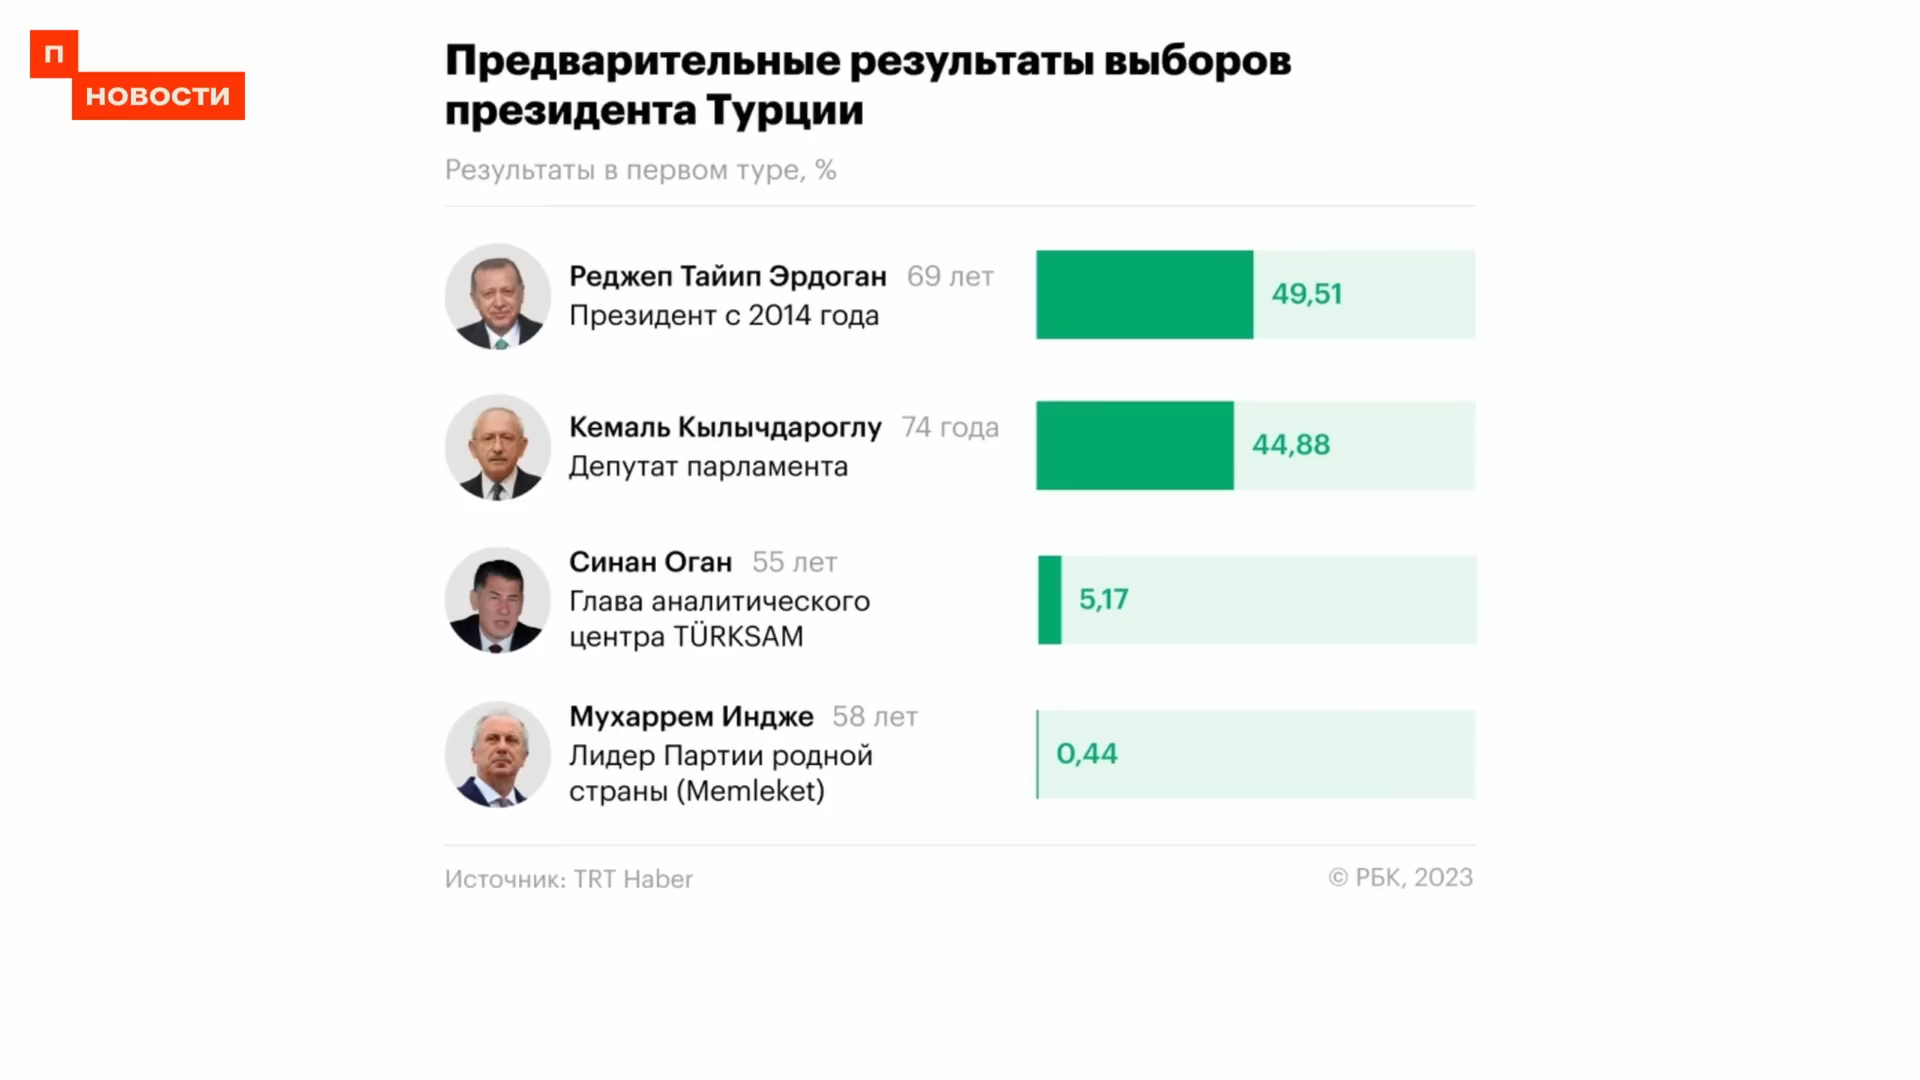 П
НОВОСТИ
Предварительные результаты выборов
президента Турции
Результаты в первом туре, %
Реджеп Тайип Эрдоган 69 лет
Президент с 2014 года
49,51
Кемаль Кылычдароглу 74 года
Депутат парламента
44,88
Синан Оган 55 лет
Глава аналитического
центра TÜRKSAM
5,17
Мухаррем Индже 58 лет
Лидер Партии родной
страны (Memleket)
0,44
Источник: TRT Haber
© РБК, 2023